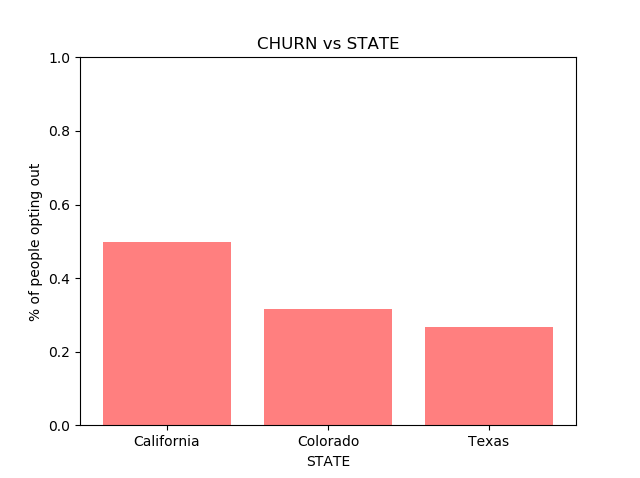 CHURN vs STATE
1.0
0.8
0.6
0.4
0.2
0.0
% of people opting out
California Colorado Texas
STATE